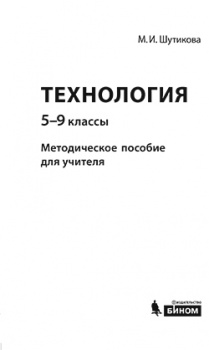 М. И. Шутикова
ТЕХНОЛОГИЯ
5–9 классы
Методическое пособие
для учителя
Издательство
БИНОМ